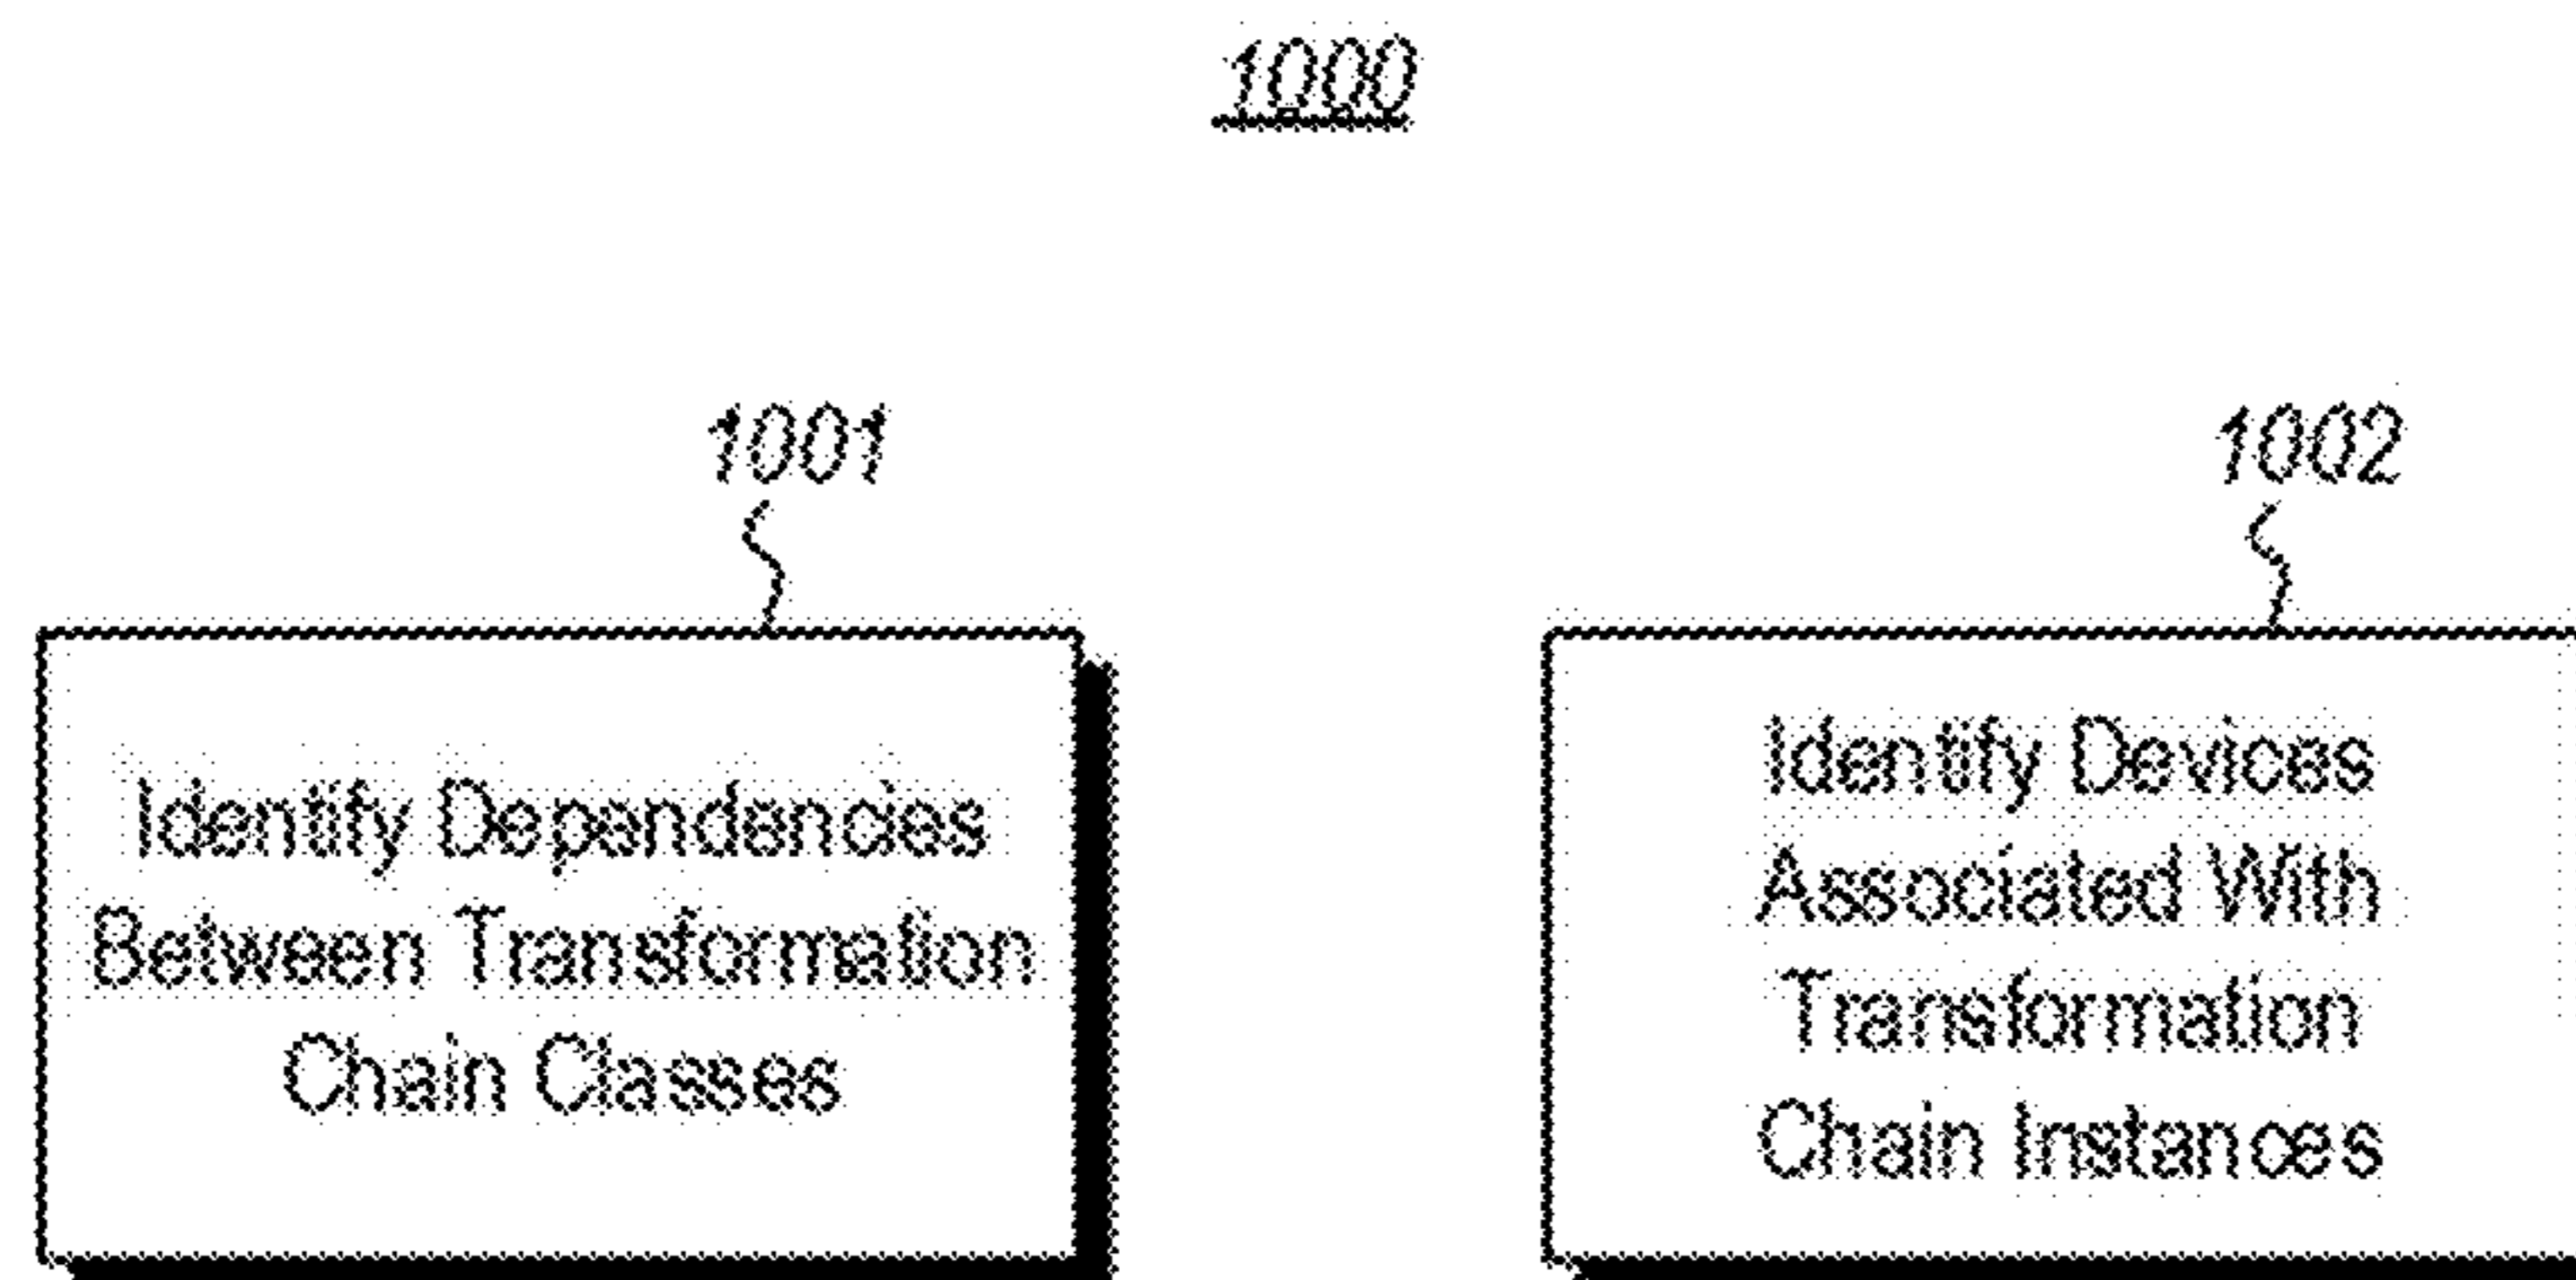 1000
1001
1002
Identify Dependencies
Between Transformation
Chain Classes
Identify Devices
Associated With
Transformation
Chain Instances